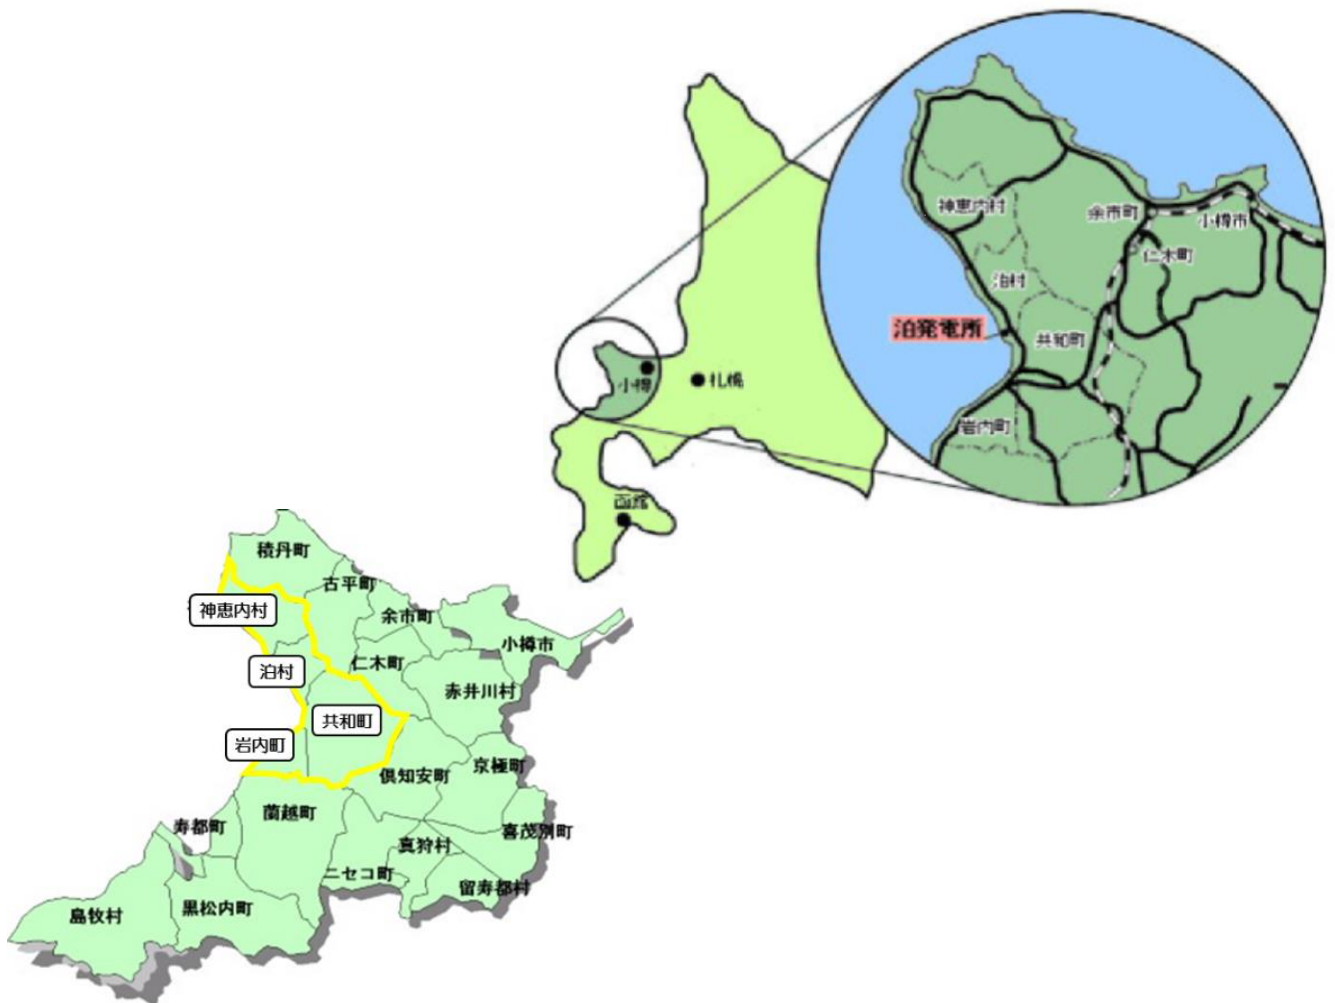 神恵内村
余市町
小樽市
仁木町
泊村
泊発電所
共和町
岩内町
小樽
札幌
函館
積丹町
古平町
神恵内村
余市町
小樽市
泊村
仁木町
赤井川村
共和町
岩内町
倶知安町
京極町
蘭越町
寿都町
喜茂別町
真狩村
ニセコ町
留寿都村
島牧村
黒松内町